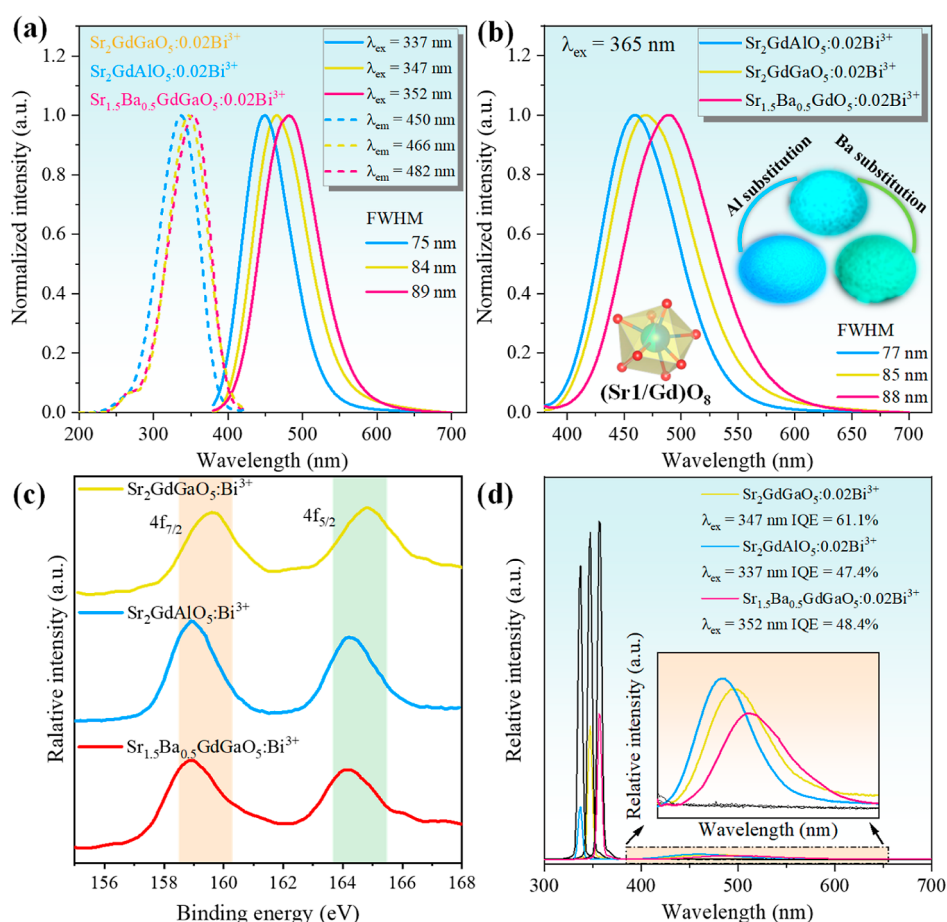 (a)
Sr₂GdGaO₅:0.02Bi³⁺
Sr₂GdAlO₅:0.02Bi³⁺
Sr₁.₅Ba₀.₅GdGaO₅:0.02Bi³⁺
λₑₓ = 337 nm
λₑₓ = 347 nm
λₑₓ = 352 nm
λₑₘ = 450 nm
λₑₘ = 466 nm
λₑₘ = 482 nm
FWHM
75 nm
84 nm
89 nm
Normalized intensity (a.u.)
1.2
1.0
0.8
0.6
0.4
0.2
0.0
200 300 400 500 600 700
Wavelength (nm)
(b)
λₑₓ = 365 nm
Sr₂GdAlO₅:0.02Bi³⁺
Sr₂GdGaO₅:0.02Bi³⁺
Sr₁.₅Ba₀.₅GdO₅:0.02Bi³⁺
Al substitution
Ba substitution
(Sr1/Gd)O₈
FWHM
77 nm
85 nm
88 nm
Normalized intensity (a.u.)
1.2
1.0
0.8
0.6
0.4
0.2
0.0
400 450 500 550 600 650 700
Wavelength (nm)
(c)
Sr₂GdGaO₅:Bi³⁺
4f₇/₂
4f₅/₂
Sr₂GdAlO₅:Bi³⁺
Sr₁.₅Ba₀.₅GdGaO₅:Bi³⁺
Ralative intensity (a.u.)
156 158 160 162 164 166 168
Binding energy (eV)
(d)
Sr₂GdGaO₅:0.02Bi³⁺
λₑₓ = 347 nm IQE = 61.1%
Sr₂GdAlO₅:0.02Bi³⁺
λₑₓ = 337 nm IQE = 47.4%
Sr₁.₅Ba₀.₅GdGaO₅:0.02Bi³⁺
λₑₓ = 352 nm IQE = 48.4%
Relative intensity (a.u.)
Wavelength (nm)
Relative intensity (a.u.)
300 400 500 600 700
Wavelength (nm)